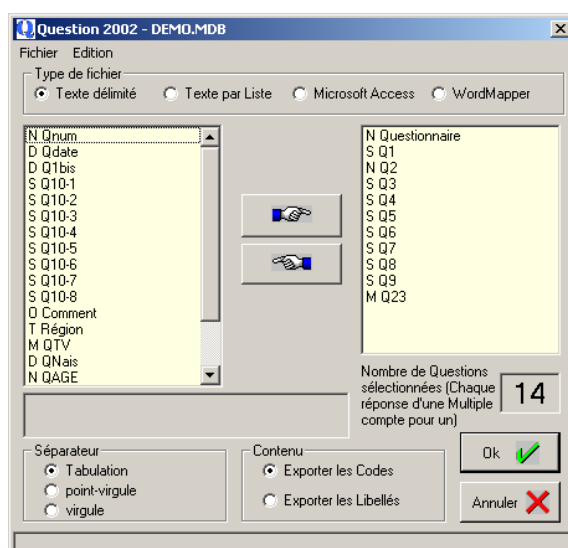 Question 2002 - DEMO.MDB
Fichier Edition
Type de fichier
Texte délimité Texte par Liste Microsoft Access WordMapper
N Qnum
D Qdate
D Q1bis
S Q10-1
S Q10-2
S Q10-3
S Q10-4
S Q10-5
S Q10-6
S Q10-7
S Q10-8
O Comment
T Région
M QTV
D QNais
N QAGE
N Questionnaire
S Q1
N Q2
S Q3
S Q4
S Q5
S Q6
S Q7
S Q8
S Q9
M Q23
Nombre de Questions
sélectionnées (Chaque
réponse d'une Multiple
compte pour un)
14
Séparateur
Tabulation
point-virgule
virgule
Contenu
Exporter les Codes
Exporter les Libellés
Ok
Annuler